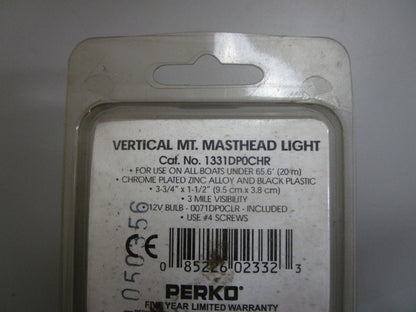 VERTICAL MT. MASTHEAD LIGHT
Cat. No. 1331DP0CHR
• FOR USE ON ALL BOATS UNDER 65.6' (20 m)
• CHROME PLATED ZINC ALLOY AND BLACK PLASTIC
• 3-3/4" x 1-1/2" (9.5 cm x 3.8 cm)
• 3 MILE VISIBILITY
12V BULB - 0071DP0CLR - INCLUDED
• USE #4 SCREWS
CE
0 85226 02332 3
PERKO®
FIVE YEAR LIMITED WARRANTY